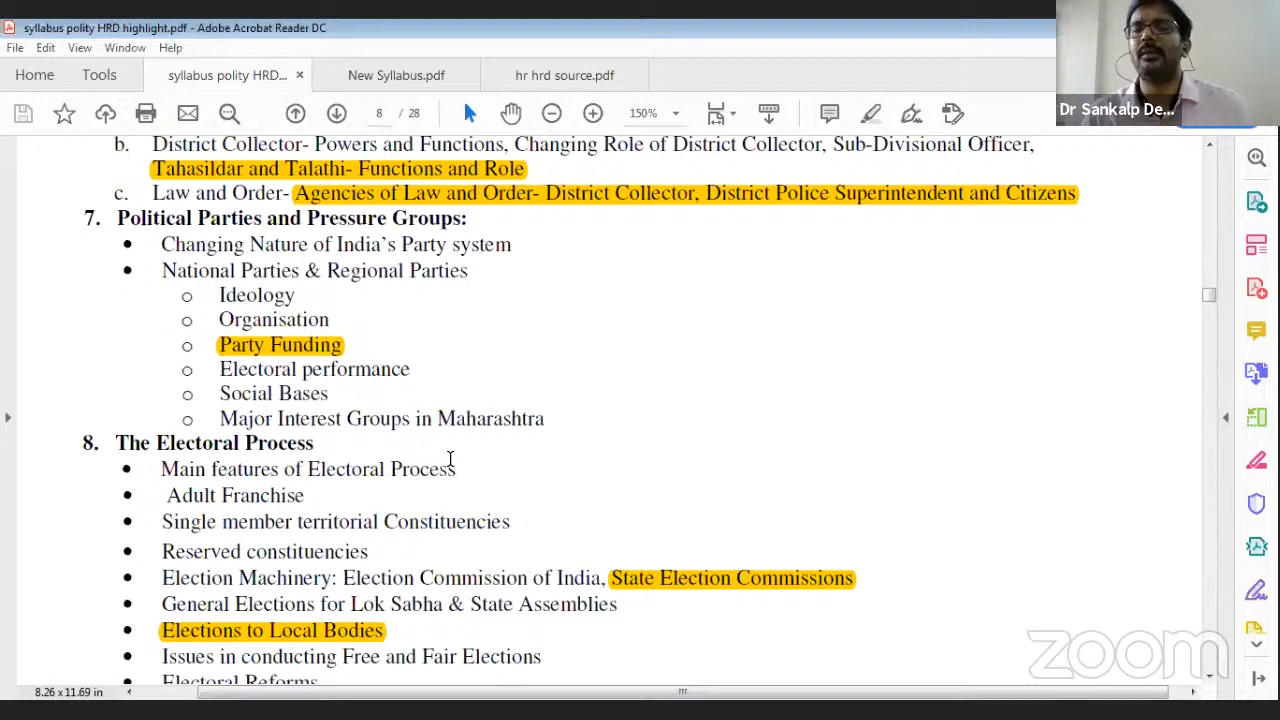 syllabus polity HRD highlight.pdf - Adobe Acrobat Reader DC
File Edit View Window Help
Home Tools syllabus polity HRD... × New Syllabus.pdf hr hrd source.pdf
8 / 28 150%
Dr Sankalp De...
b. District Collector- Powers and Functions, Changing Role of District Collector, Sub-Divisional Officer,
Tahasildar and Talathi- Functions and Role
c. Law and Order- Agencies of Law and Order- District Collector, District Police Superintendent and Citizens
7. Political Parties and Pressure Groups:
• Changing Nature of India's Party system
• National Parties & Regional Parties
o Ideology
o Organisation
o Party Funding
o Electoral performance
o Social Bases
o Major Interest Groups in Maharashtra
8. The Electoral Process
• Main features of Electoral Process
• Adult Franchise
• Single member territorial Constituencies
• Reserved constituencies
• Election Machinery: Election Commission of India, State Election Commissions
• General Elections for Lok Sabha & State Assemblies
• Elections to Local Bodies
• Issues in conducting Free and Fair Elections
Electoral Reforms
zoom
8.26 x 11.69 in